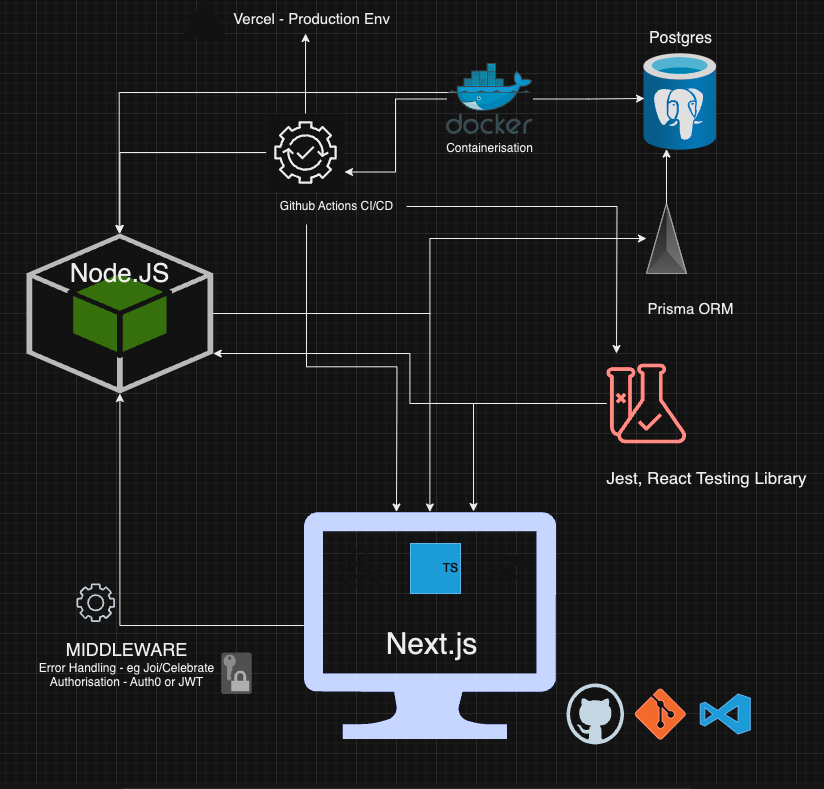 Vercel - Production Env
Postgres
docker
Containerisation
Github Actions CI/CD
Node.JS
Prisma ORM
Jest, React Testing Library
TS
Next.js
MIDDLEWARE
Error Handling - eg Joi/Celebrate
Authorisation - Auth0 or JWT